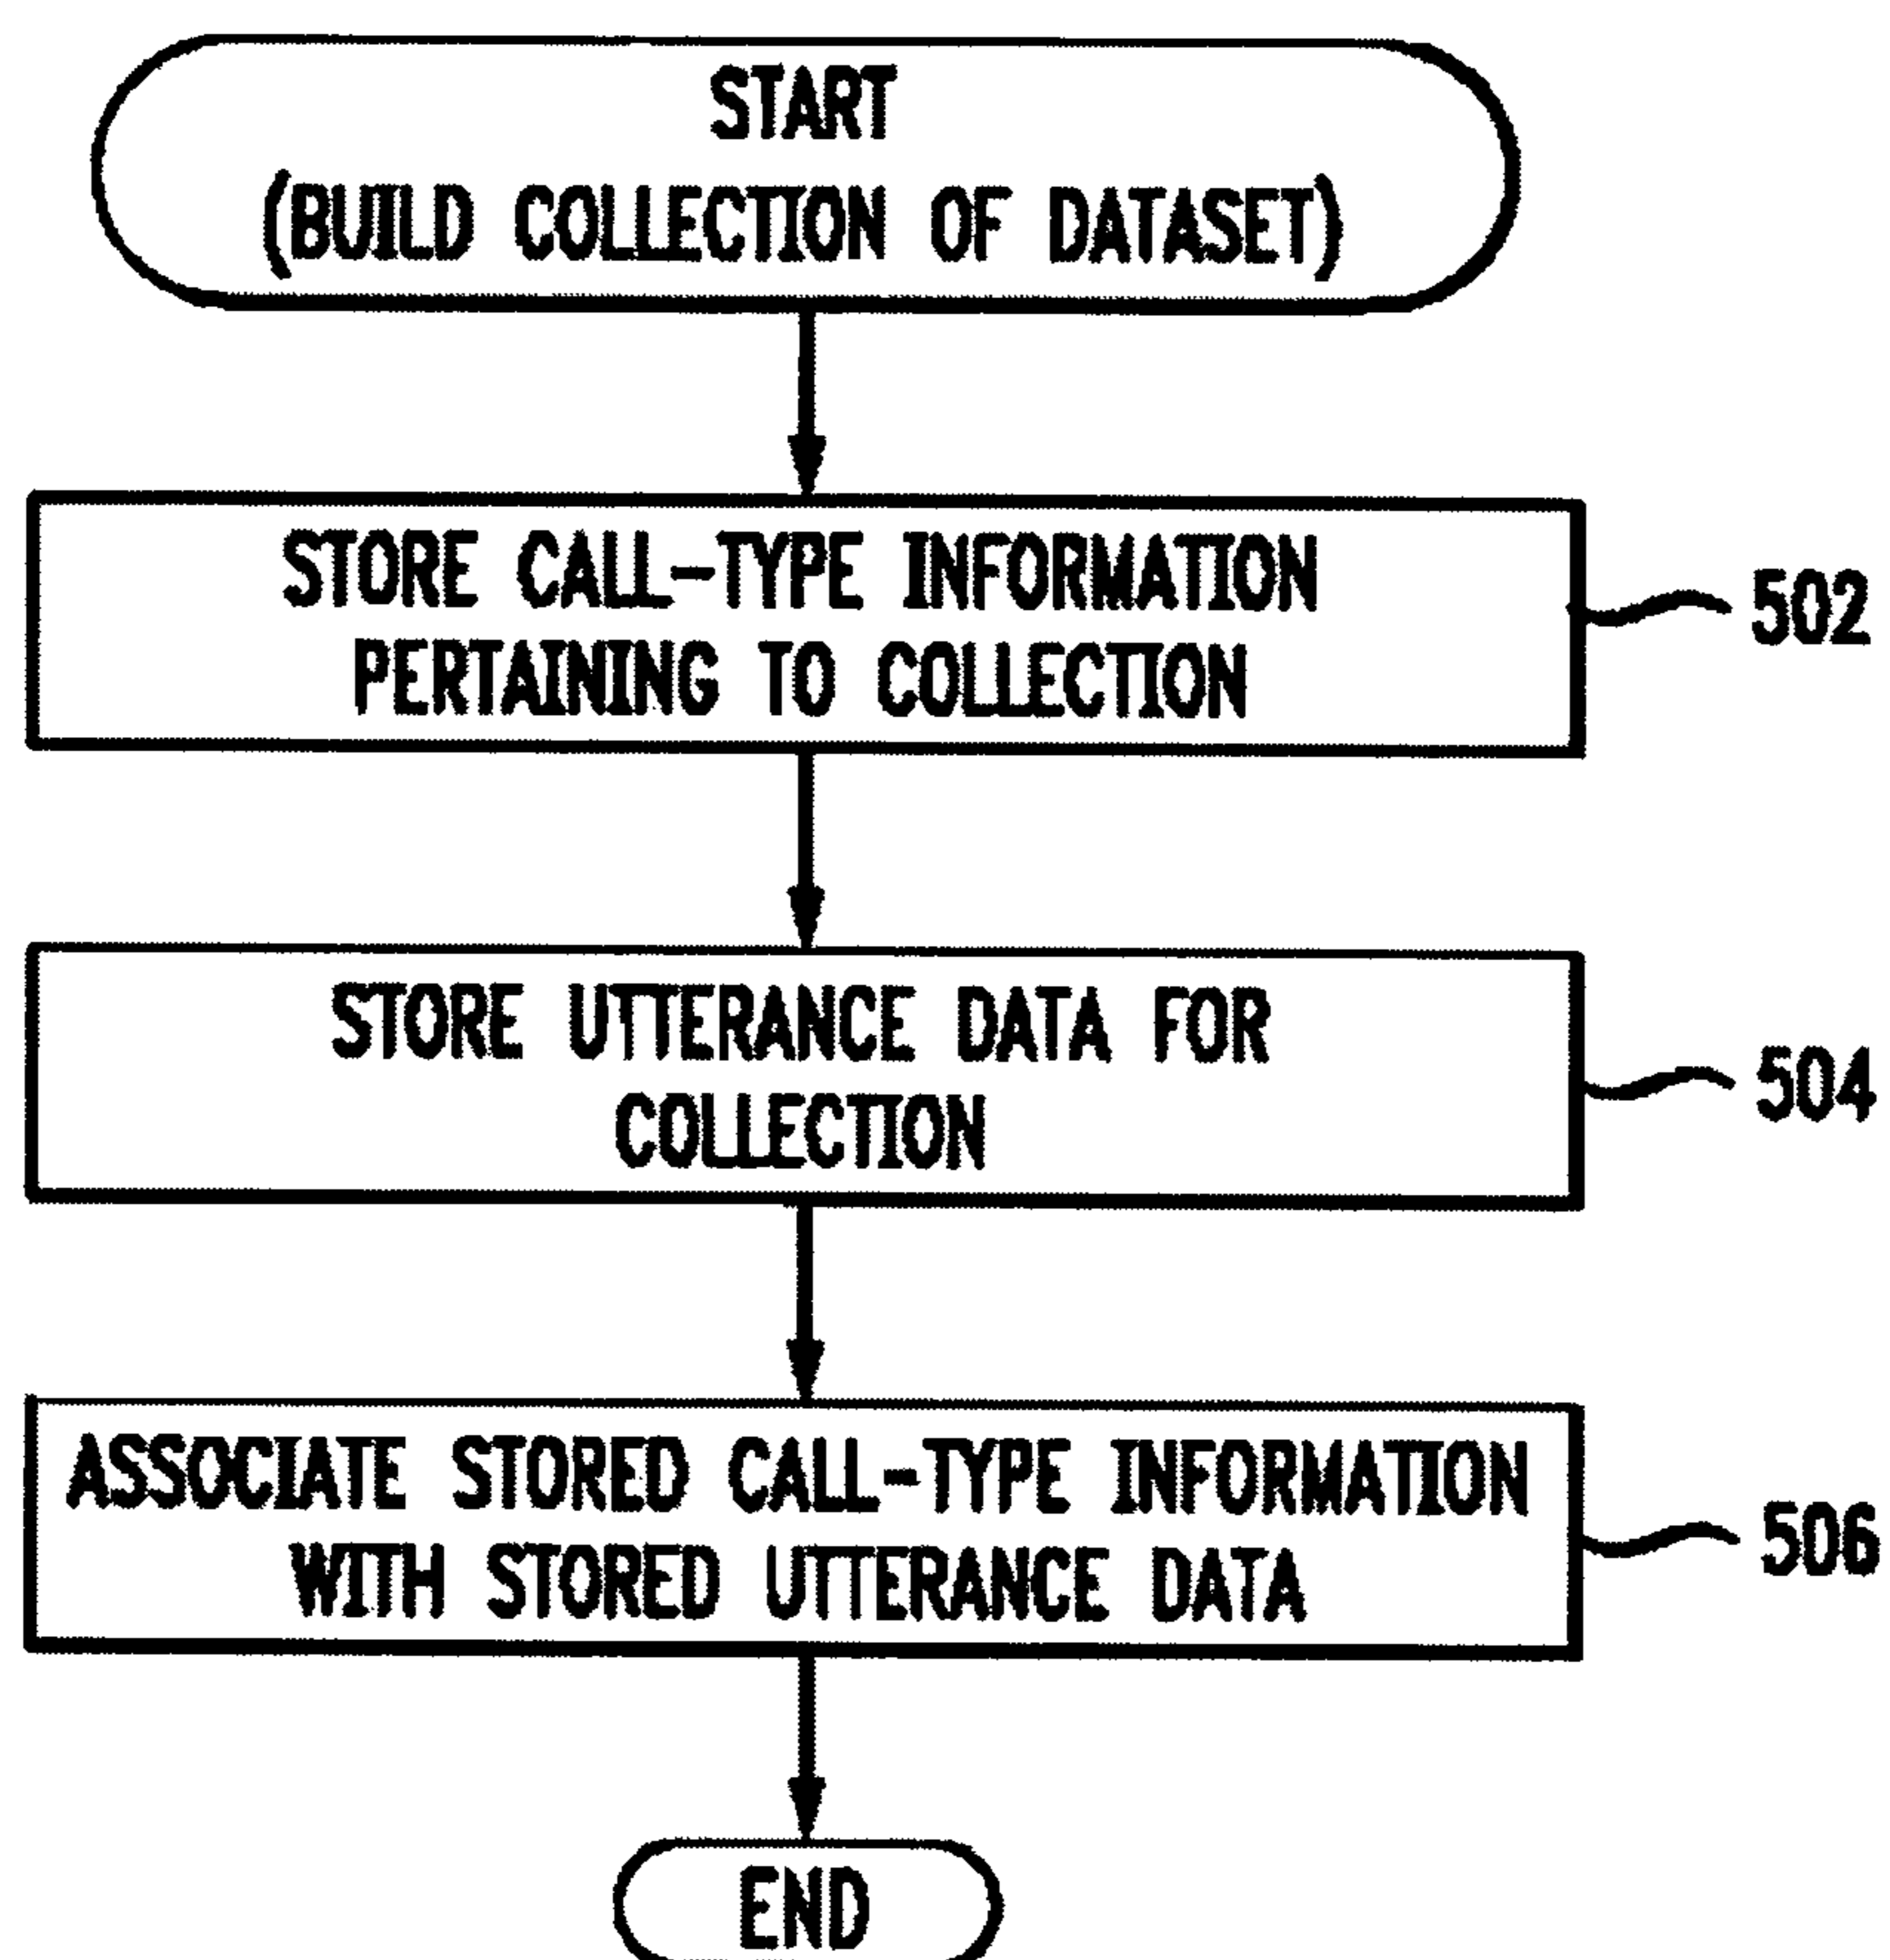 START
(BUILD COLLECTION OF DATASET)
STORE CALL-TYPE INFORMATION
PERTAINING TO COLLECTION
502
STORE UTTERANCE DATA FOR
COLLECTION
504
ASSOCIATE STORED CALL-TYPE INFORMATION
WITH STORED UTTERANCE DATA
506
END